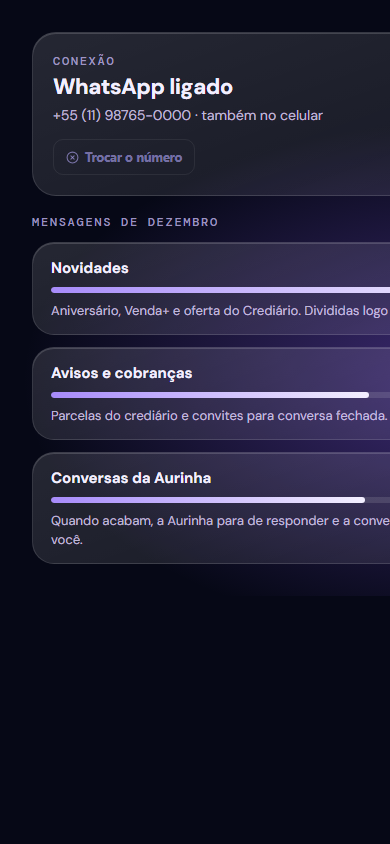 CONEXÃO
WhatsApp ligado
+55 (11) 98765-0000 · também no celular
Trocar o número
MENSAGENS DE DEZEMBRO
Novidades
Aniversário, Venda+ e oferta do Crediário. Divididas logo
Avisos e cobranças
Parcelas do crediário e convites para conversa fechada.
Conversas da Aurinha
Quando acabam, a Aurinha para de responder e a conve
você.